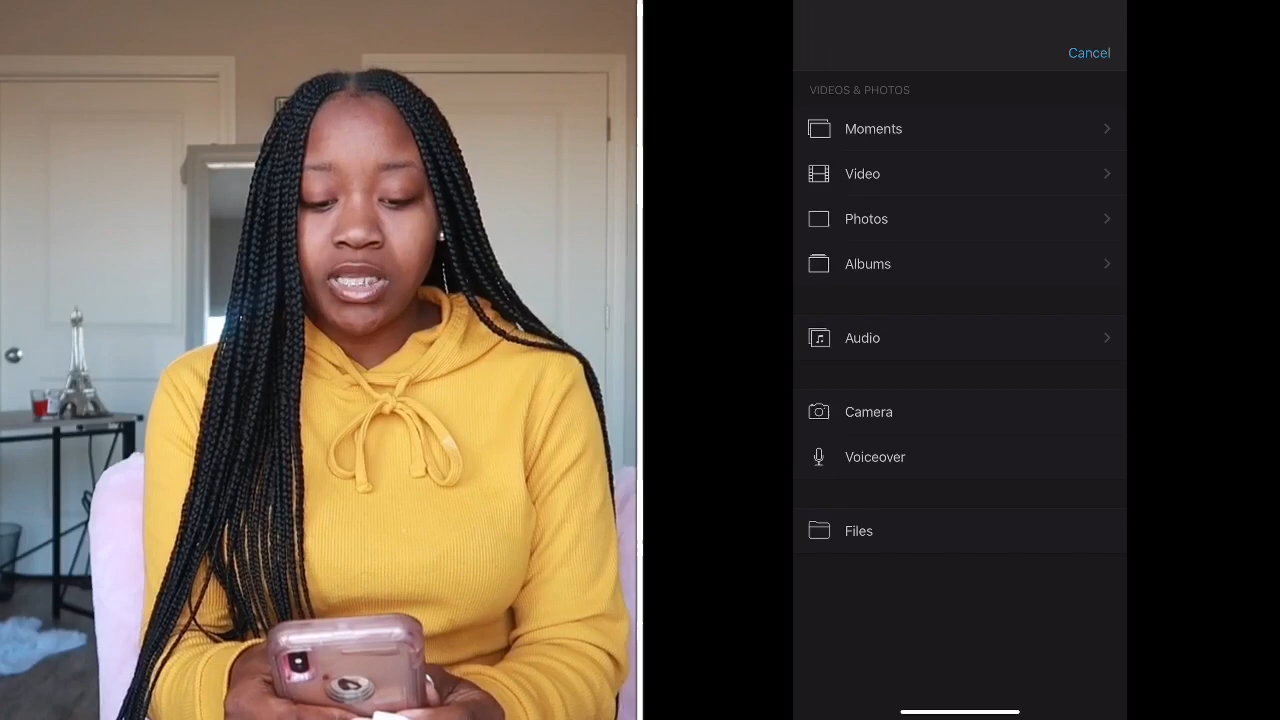 Cancel
VIDEOS & PHOTOS
Moments
Video
Photos
Albums
Audio
Camera
Voiceover
Files